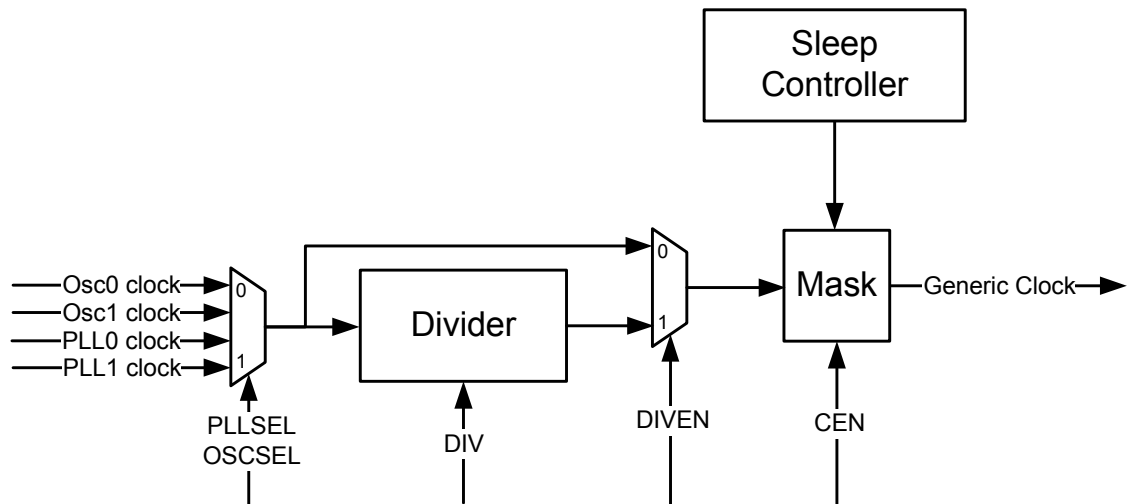 Sleep
Controller
Osc0 clock
Osc1 clock
PLL0 clock
PLL1 clock
0
1
Divider
0
1
Mask
Generic Clock
PLLSEL
OSCSEL
DIV
DIVEN
CEN